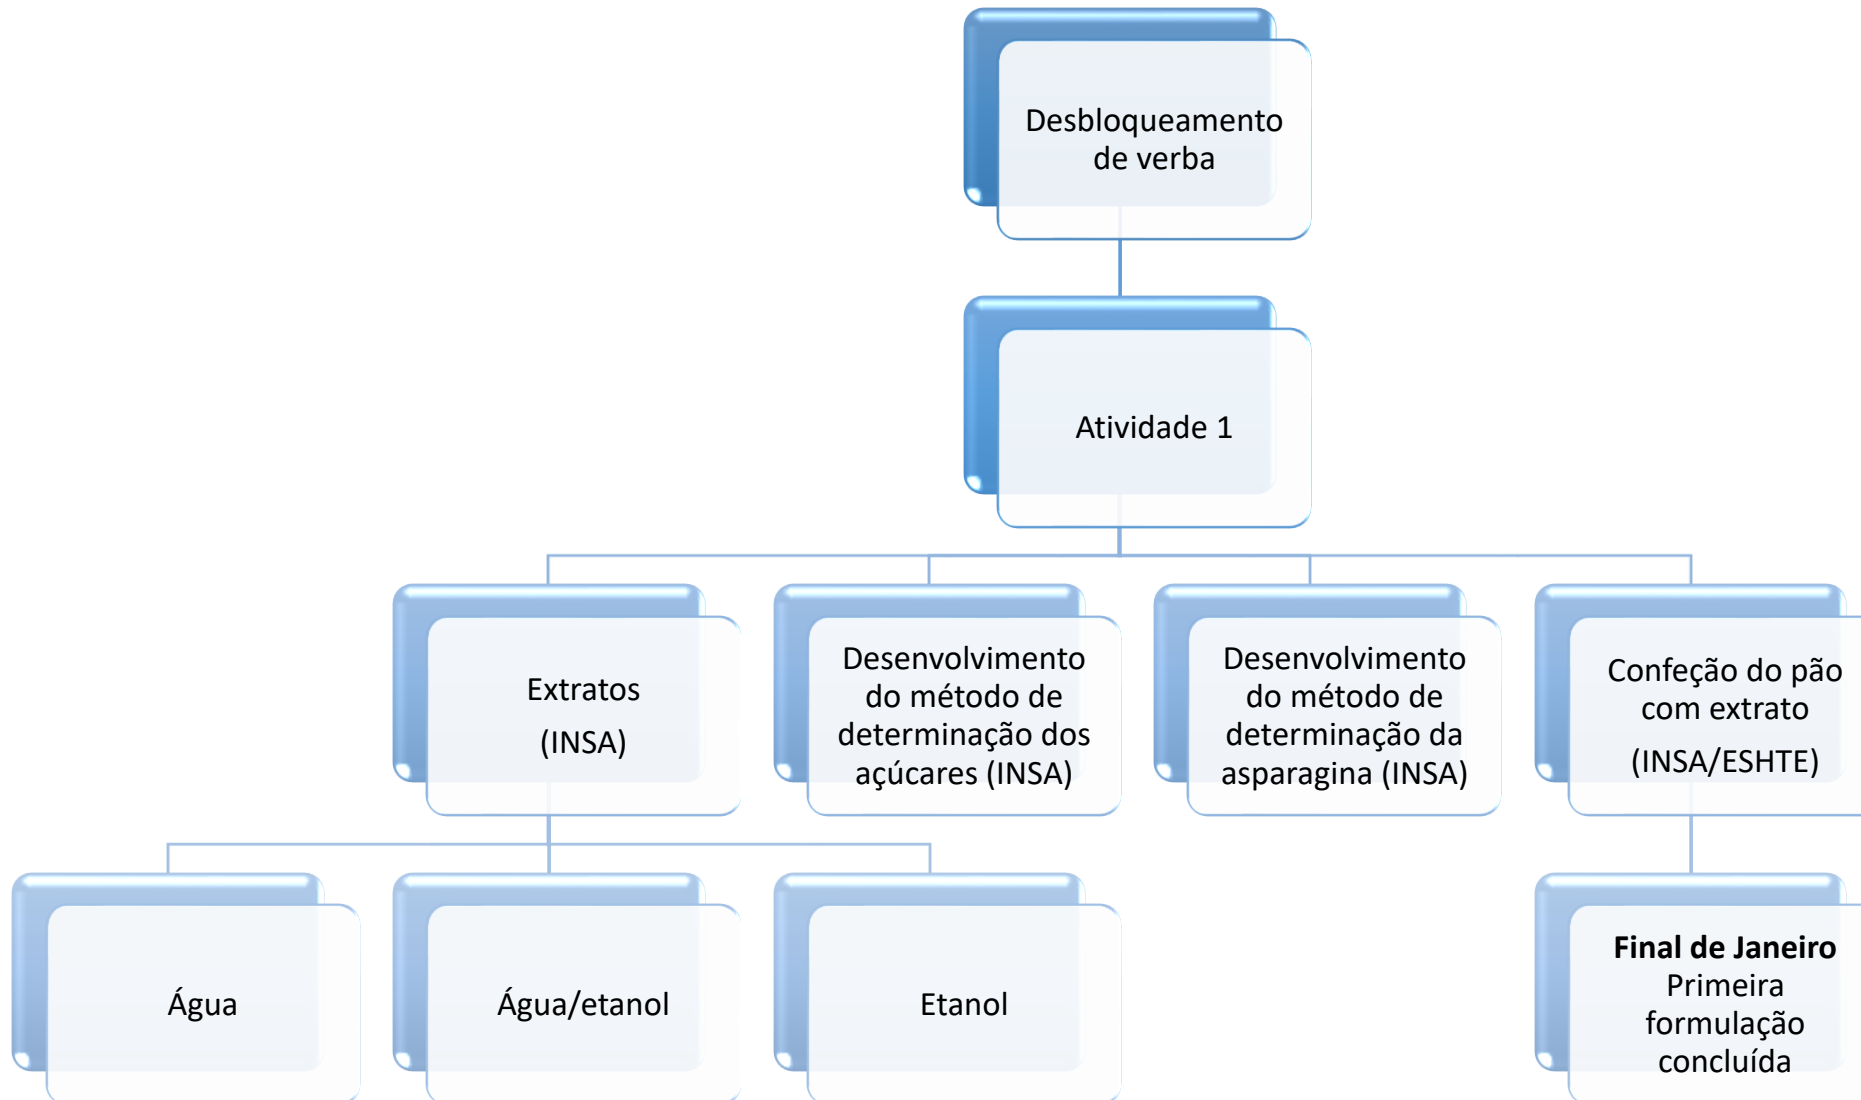 Desbloqueamento
de verba
Atividade 1
Extratos
(INSA)
Desenvolvimento
do método de
determinação dos
açúcares (INSA)
Desenvolvimento
do método de
determinação da
asparagina (INSA)
Confeção do pão
com extrato
(INSA/ESHTE)
Água
Água/etanol
Etanol
Final de Janeiro
Primeira
formulação
concluída